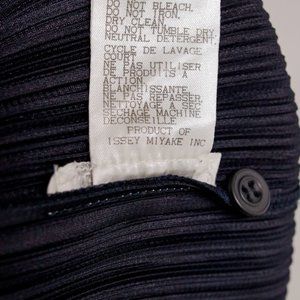 DO NOT BLEACH.
DO NOT IRON.
DRY CLEAN.
DO NOT TUMBLE DRY.
NEUTRAL DETERGENT.
CYCLE DE LAVAGE
COURT
NE PAS UTILISER
DE PRODUITS A
ACTION
BLANCHISSANTE.
NE PAS REPASSER
NETTOYAGE A SEC
SECHAGE MACHINE
DECONSEILLE
PRODUCT OF
ISSEY MIYAKE INC